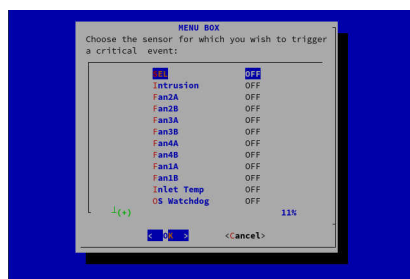 MENU BOX
Choose the sensor for which you wish to trigger
a critical event:
SEL OFF
Intrusion OFF
Fan2A OFF
Fan2B OFF
Fan3A OFF
Fan3B OFF
Fan4A OFF
Fan4B OFF
Fan1A OFF
Fan1B OFF
Inlet Temp OFF
OS Watchdog OFF
(+) 11%
< OK > <Cancel>